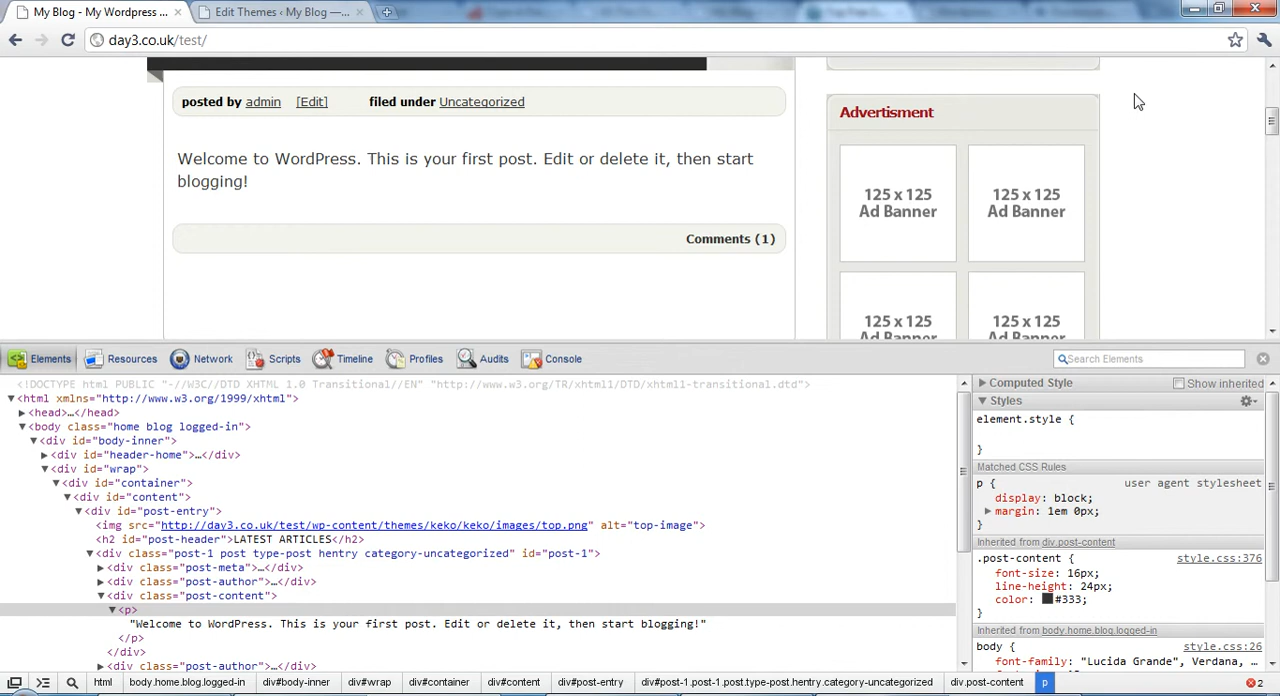 My Blog - My Wordpress ...
Edit Themes ‹ My Blog —...
day3.co.uk/test/
posted by admin [Edit] filed under Uncategorized
Welcome to WordPress. This is your first post. Edit or delete it, then start
blogging!
Comments (1)
Advertisment
125 x 125
Ad Banner
125 x 125
Ad Banner
125 x 125
Ad Banner
125 x 125
Ad Banner
Elements Resources Network Scripts Timeline Profiles Audits Console Search Elements
<!DOCTYPE html PUBLIC "-//W3C//DTD XHTML 1.0 Transitional//EN" "http://www.w3.org/TR/xhtml1/DTD/xhtml1-transitional.dtd">
<html xmlns="http://www.w3.org/1999/xhtml">
<head>…</head>
<body class="home blog logged-in">
<div id="body-inner">
<div id="header-home">…</div>
<div id="wrap">
<div id="container">
<div id="content">
<div id="post-entry">
<img src="http://day3.co.uk/test/wp-content/themes/keko/keko/images/top.png" alt="top-image">
<h2 id="post-header">LATEST ARTICLES</h2>
<div class="post-1 post type-post hentry category-uncategorized" id="post-1">
<div class="post-meta">…</div>
<div class="post-author">…</div>
<div class="post-content">
<p>
"Welcome to WordPress. This is your first post. Edit or delete it, then start blogging!"
</p>
</div>
<div class="post-author">…</div>
Computed Style Show inherited
Styles
element.style {
}
Matched CSS Rules
p { user agent stylesheet
display: block;
margin: 1em 0px;
}
Inherited from div.post-content
.post-content { style.css:376
font-size: 16px;
line-height: 24px;
color: #333;
}
Inherited from body.home.blog.logged-in
body { style.css:26
font-family: "Lucida Grande", Verdana,
html body.home.blog.logged-in div#body-inner div#wrap div#container div#content div#post-entry div#post-1.post-1.post.type-post.hentry.category-uncategorized div.post-content p 2